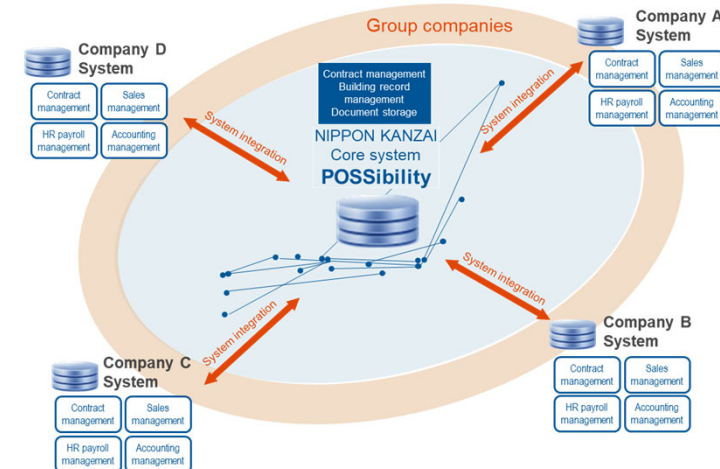 Group companies
Company D
System
Contract
management
Sales
management
HR payroll
management
Accounting
management
System integration
Contract management
Building record
management
Document storage
NIPPON KANZAI
Core system
POSSibility
System integration
Company A
System
Contract
management
Sales
management
HR payroll
management
Accounting
management
System integration
Company C
System
Contract
management
Sales
management
HR payroll
management
Accounting
management
System integration
Company B
System
Contract
management
Sales
management
HR payroll
management
Accounting
management